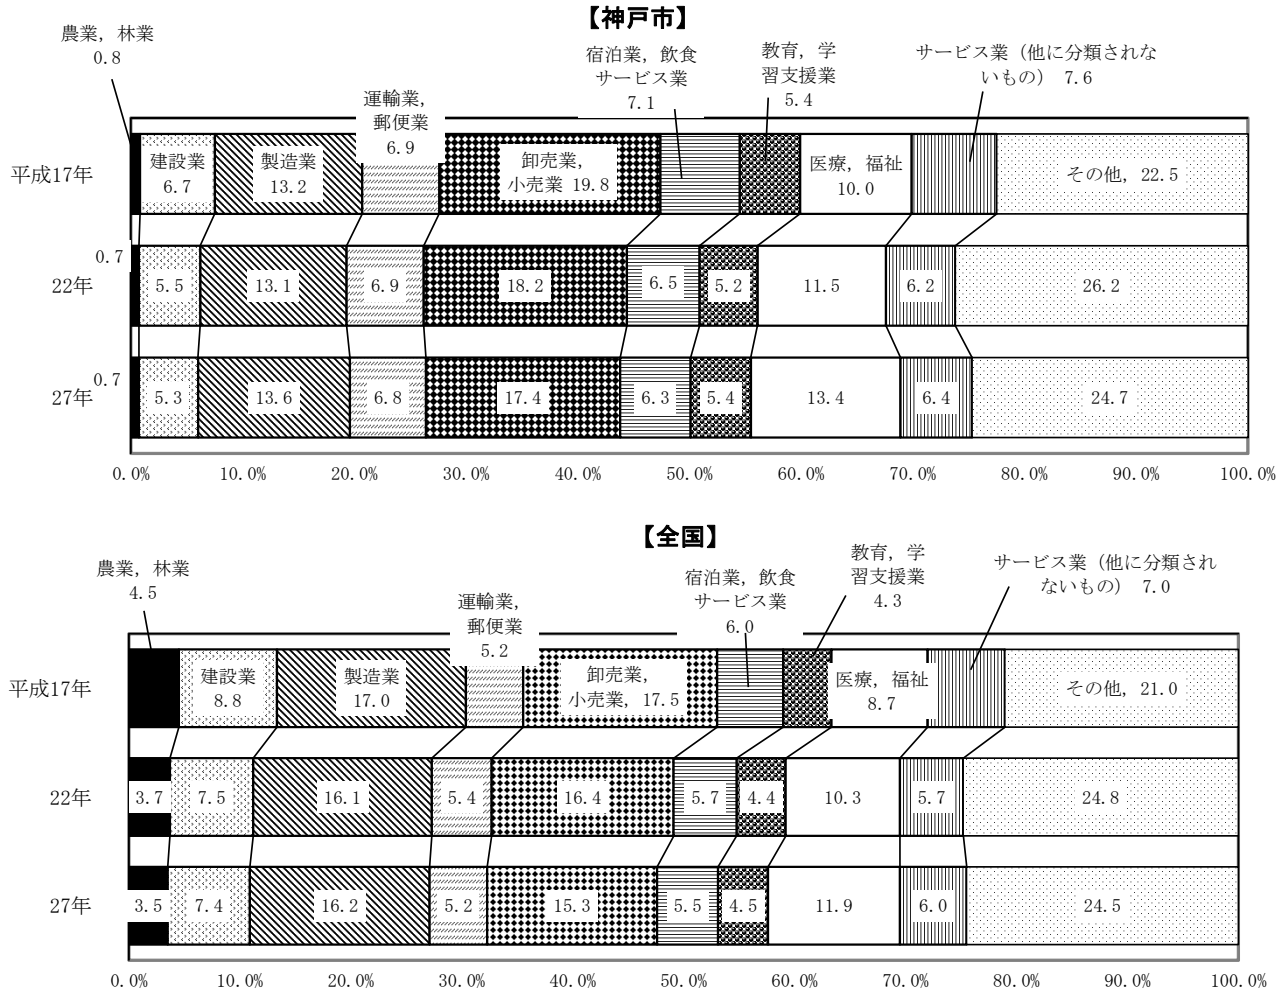 【神戸市】
農業，林業
0.8
運輸業，
郵便業
6.9
宿泊業，飲食
サービス業
7.1
教育，学
習支援業
5.4
サービス業（他に分類されな
いもの） 7.6
平成17年
建設業
6.7
製造業
13.2
卸売業，
小売業 19.8
医療，福祉
10.0
その他，22.5
22年
0.7
5.5
13.1
6.9
18.2
6.5
5.2
11.5
6.2
26.2
27年
0.7
5.3
13.6
6.8
17.4
6.3
5.4
13.4
6.4
24.7
0.0% 10.0% 20.0% 30.0% 40.0% 50.0% 60.0% 70.0% 80.0% 90.0% 100.0%
【全国】
農業，林業
4.5
運輸業，
郵便業
5.2
宿泊業，飲食
サービス業
6.0
教育，学
習支援業
4.3
サービス業（他に分類され
ないもの） 7.0
平成17年
建設業
8.8
製造業
17.0
卸売業，
小売業，17.5
医療，福祉
8.7
その他，21.0
22年
3.7
7.5
16.1
5.4
16.4
5.7
4.4
10.3
5.7
24.8
27年
3.5
7.4
16.2
5.2
15.3
5.5
4.5
11.9
6.0
24.5
0.0% 10.0% 20.0% 30.0% 40.0% 50.0% 60.0% 70.0% 80.0% 90.0% 100.0%